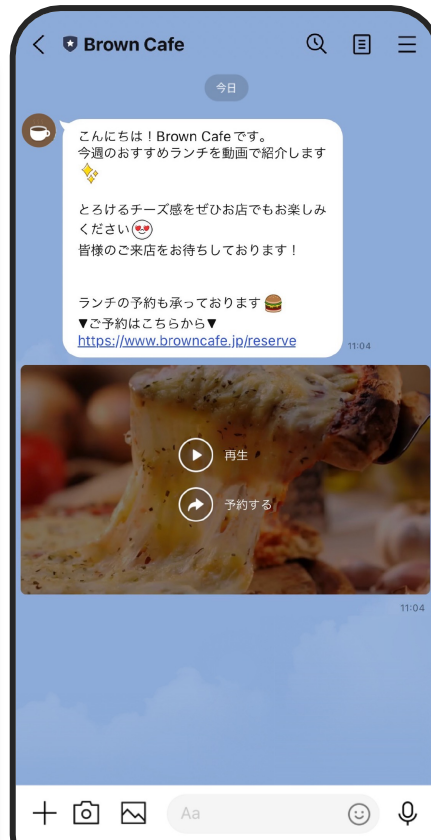 Brown Cafe
今日
こんにちは！Brown Cafeです。
今週のおすすめランチを動画で紹介します
とろけるチーズ感をぜひお店でもお楽しみ
ください
皆様のご来店をお待ちしております！
ランチの予約も承っております
▼ご予約はこちらから▼
https://www.browncafe.jp/reserve
11:04
再生
予約する
11:04
Aa